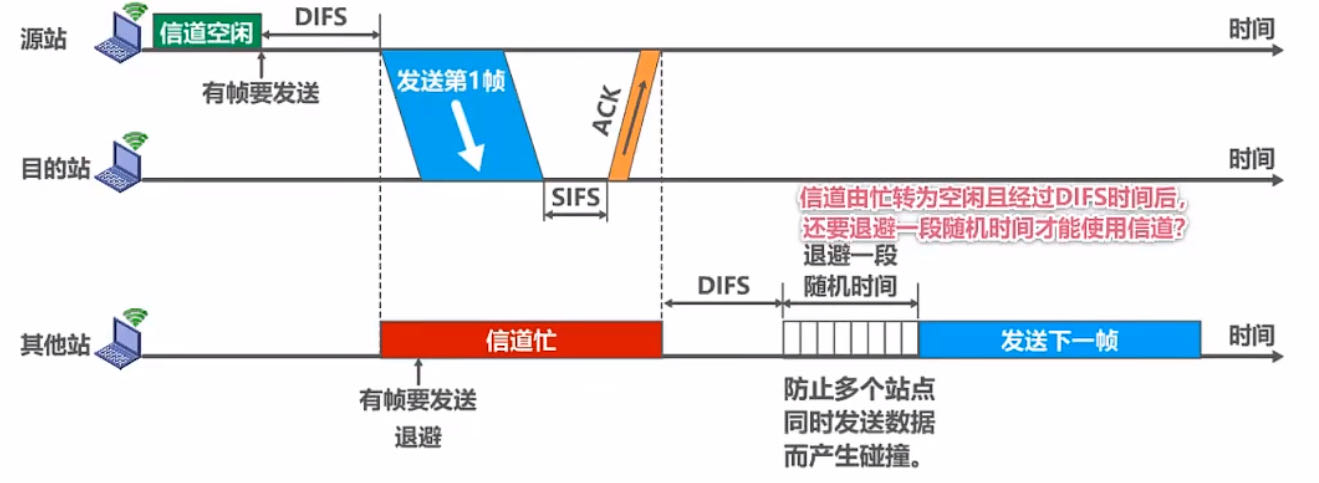 源站
信道空闲
DIFS
时间
有帧要发送
发送第1帧
ACK
目的站
时间
SIFS
信道由忙转为空闲且经过DIFS时间后，
还要退避一段随机时间才能使用信道？
退避一段
随机时间
DIFS
其他站
信道忙
发送下一帧
时间
有帧要发送
退避
防止多个站点
同时发送数据
而产生碰撞。